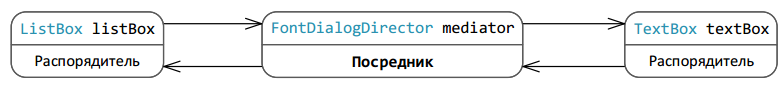 ListBox listBox
Распорядитель
FontDialogDirector mediator
Посредник
TextBox textBox
Распорядитель